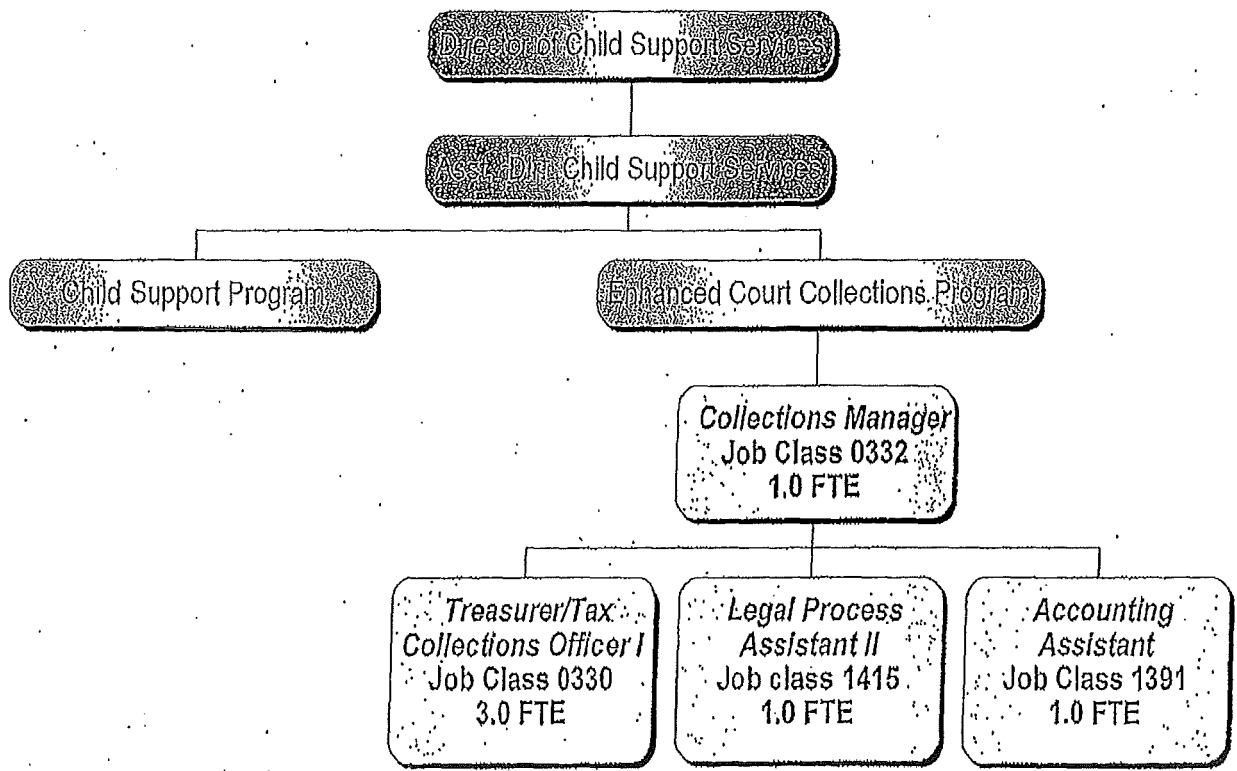 Director of Child Support Services
Asst. Dir. Child Support Services
Child Support Program
Enhanced Court Collections Program
Collections Manager
Job Class 0332
1.0 FTE
Treasurer/Tax
Collections Officer I
Job Class 0330
3.0 FTE
Legal Process
Assistant II
Job class 1415
1.0 FTE
Accounting
Assistant
Job Class 1391
1.0 FTE